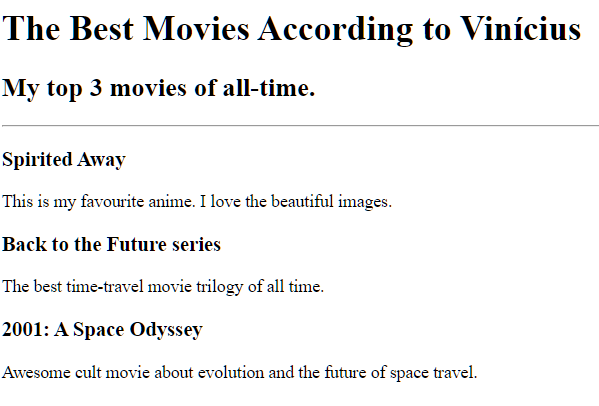 The Best Movies According to Vinícius
My top 3 movies of all-time.
Spirited Away
This is my favourite anime. I love the beautiful images.
Back to the Future series
The best time-travel movie trilogy of all time.
2001: A Space Odyssey
Awesome cult movie about evolution and the future of space travel.